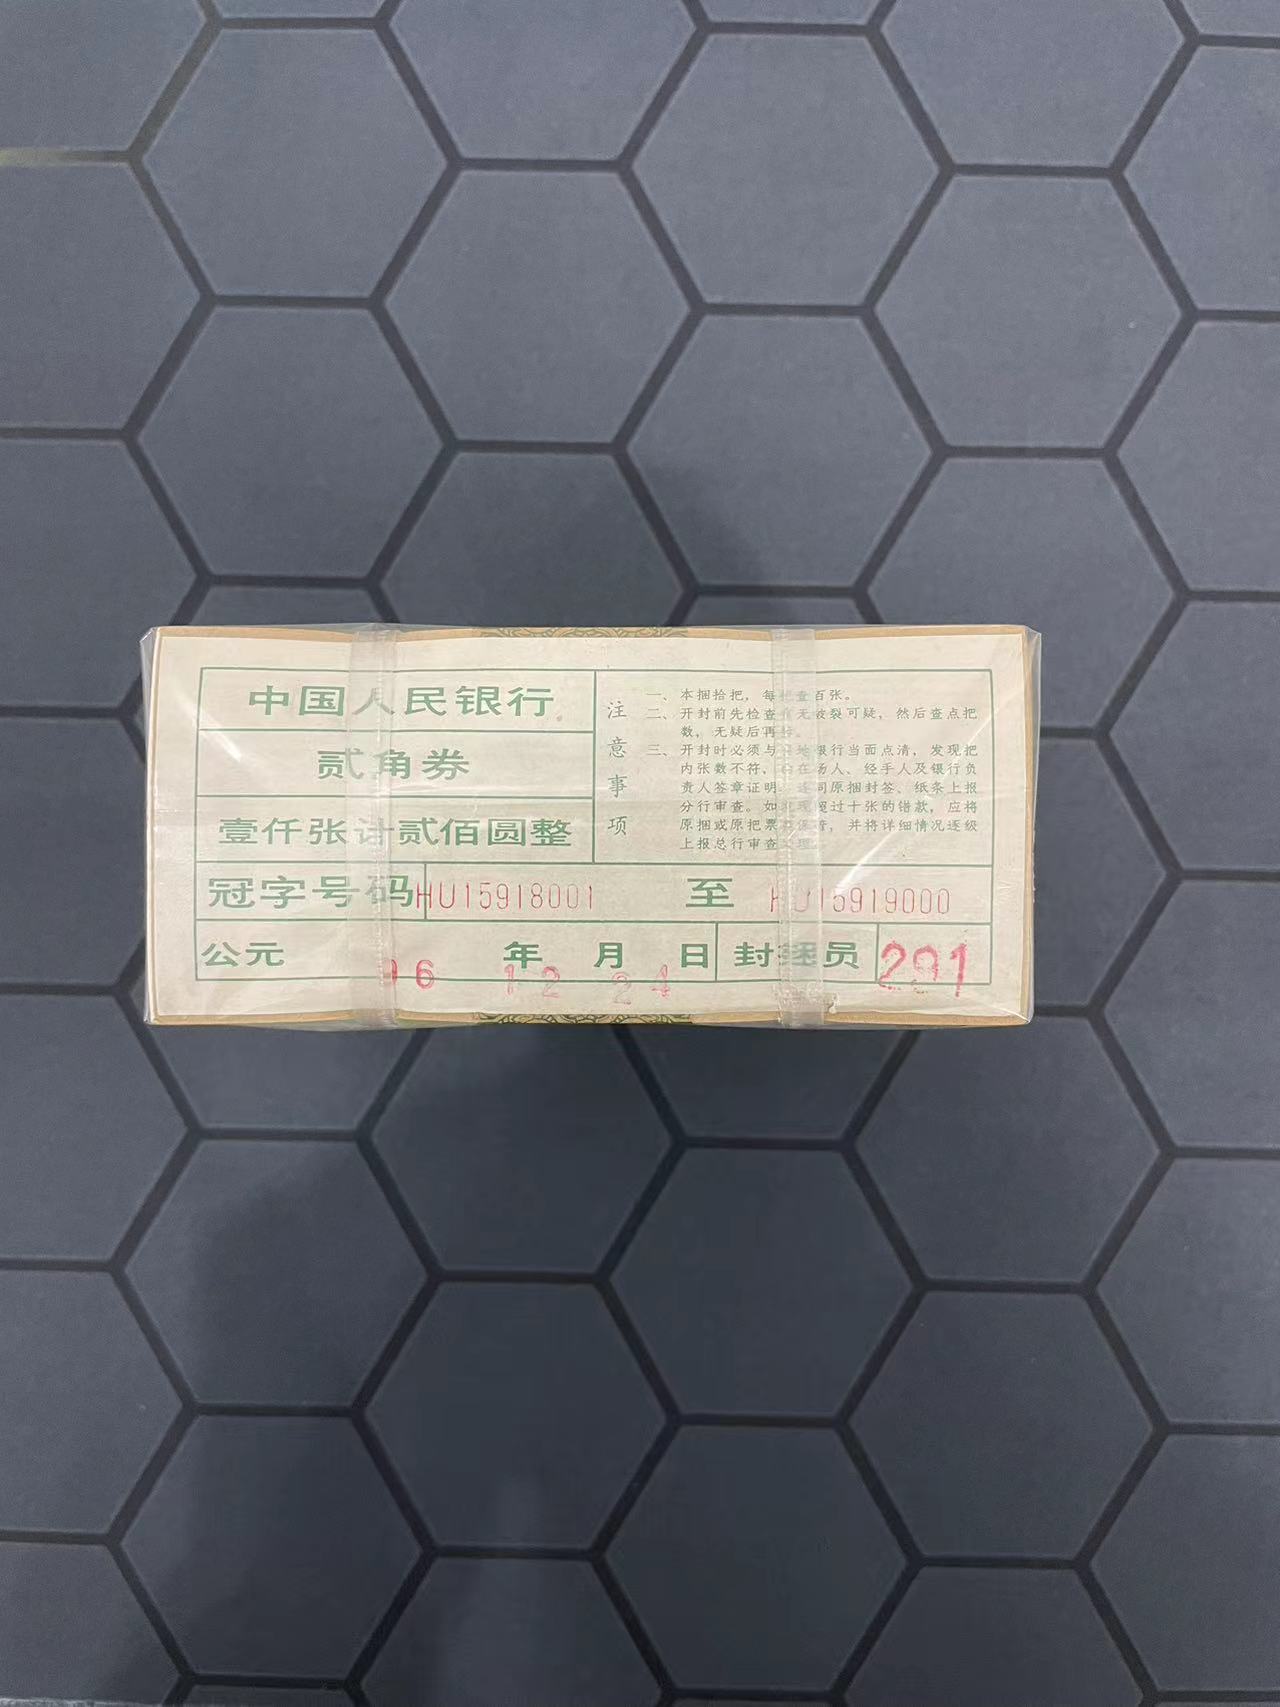 中国人民银行
贰角券
壹仟张计贰佰圆整
注意事项
一、本捆拾把，每把壹百张。
二、开封前先检查有无破裂可疑，然后查点把
数，无疑后再拆。
三、开封时必须与当地银行当面点清，发现把
内张数不符，由在场人、经手人及银行负
责人签章证明，连同原捆封签、纸条上报
分行审查。如发现超过十张的错款，应将
原捆或原把票币保管，并将详细情况逐级
上报总行审查处理。
冠字号码 HU15918001 至 HU15919000
公元 96 年 12 月 24 日 封捆员 291